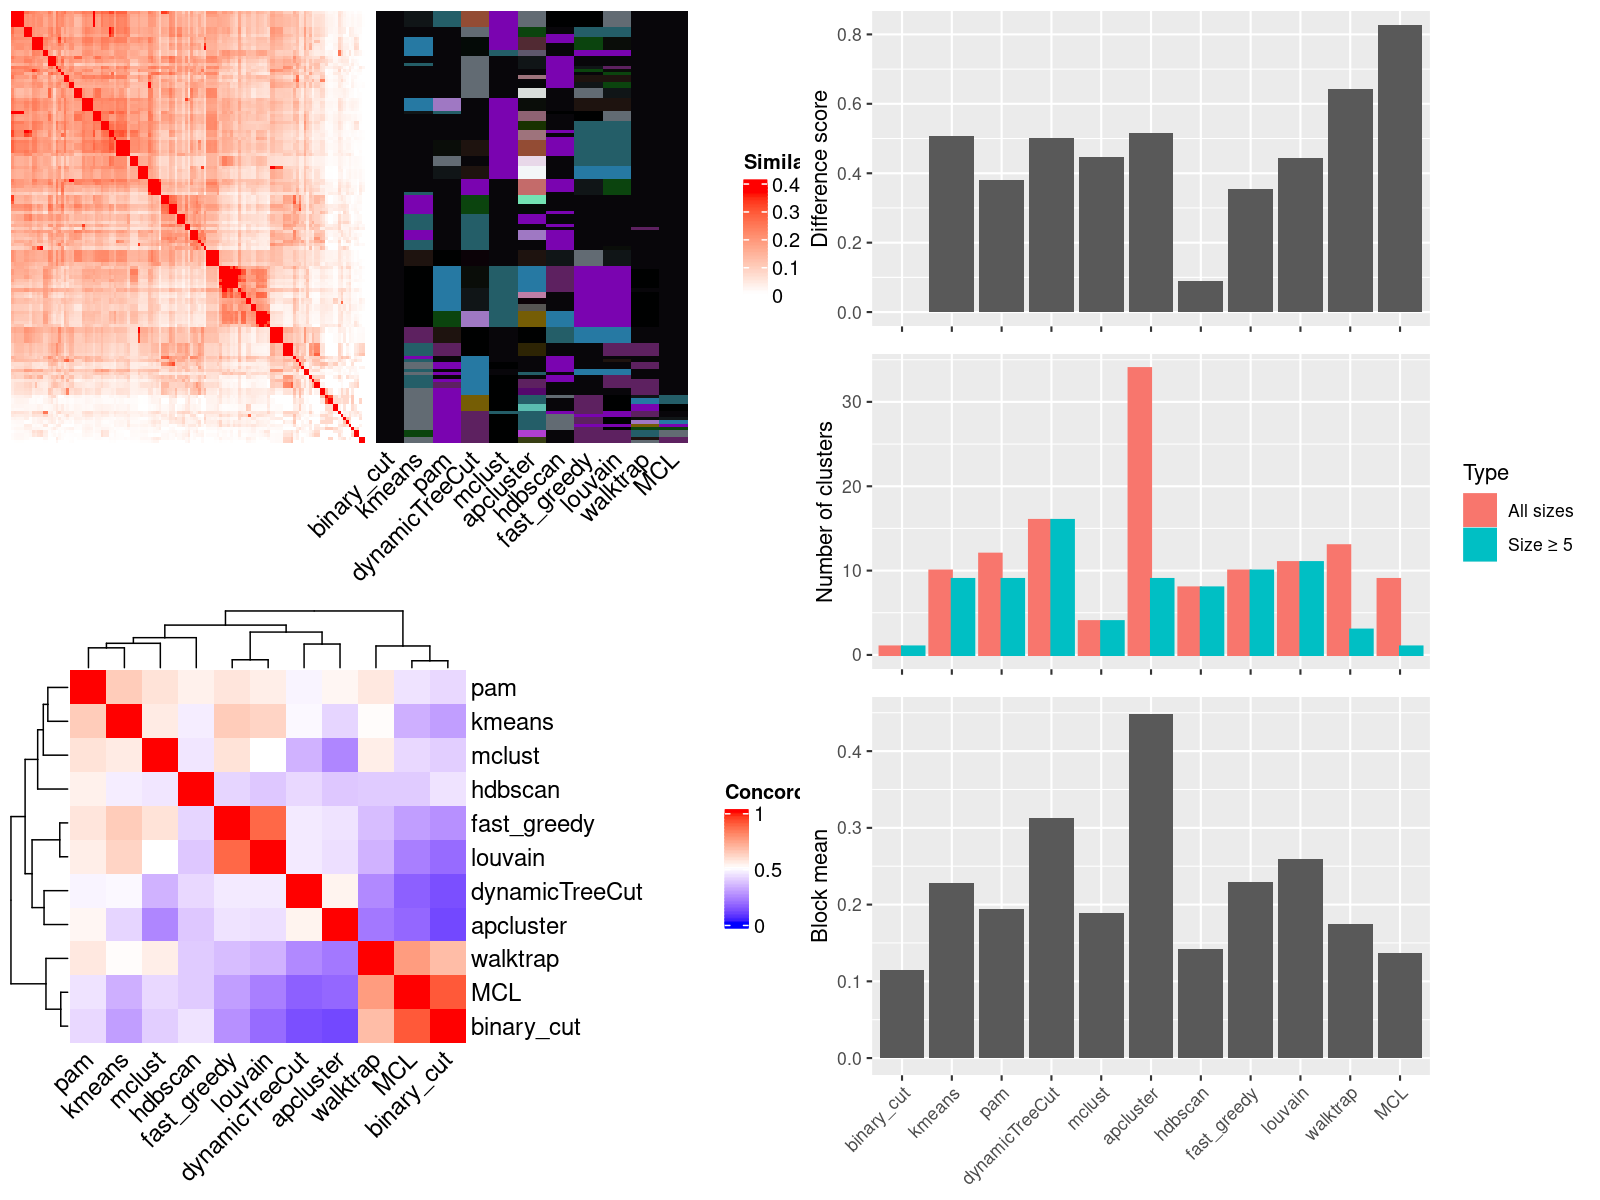 Simila
0.4
0.3
0.2
0.1
0
binary_cut
kmeans
pam
dynamicTreeCut
mclust
apcluster
hdbscan
fast_greedy
louvain
walktrap
MCL
pam
kmeans
mclust
hdbscan
fast_greedy
louvain
dynamicTreeCut
apcluster
walktrap
MCL
binary_cut
pam
kmeans
mclust
hdbscan
fast_greedy
louvain
dynamicTreeCut
apcluster
walktrap
MCL
binary_cut
Concord
1
0.5
0
Difference score
0.8
0.6
0.4
0.2
0.0
Number of clusters
30
20
10
0
Type
All sizes
Size ≥ 5
Block mean
0.4
0.3
0.2
0.1
0.0
binary_cut
kmeans
pam
dynamicTreeCut
mclust
apcluster
hdbscan
fast_greedy
louvain
walktrap
MCL